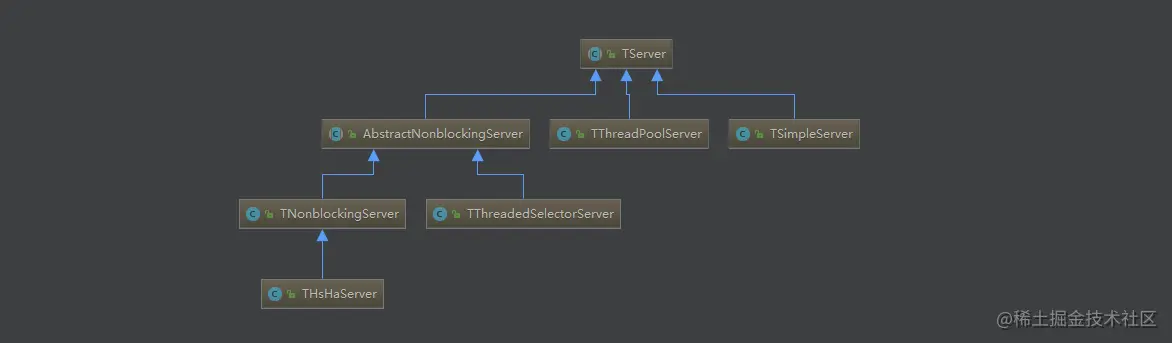 TServer
AbstractNonblockingServer
TThreadPoolServer
TSimpleServer
TNonblockingServer
TThreadedSelectorServer
THsHaServer
@稀土掘金技术社区